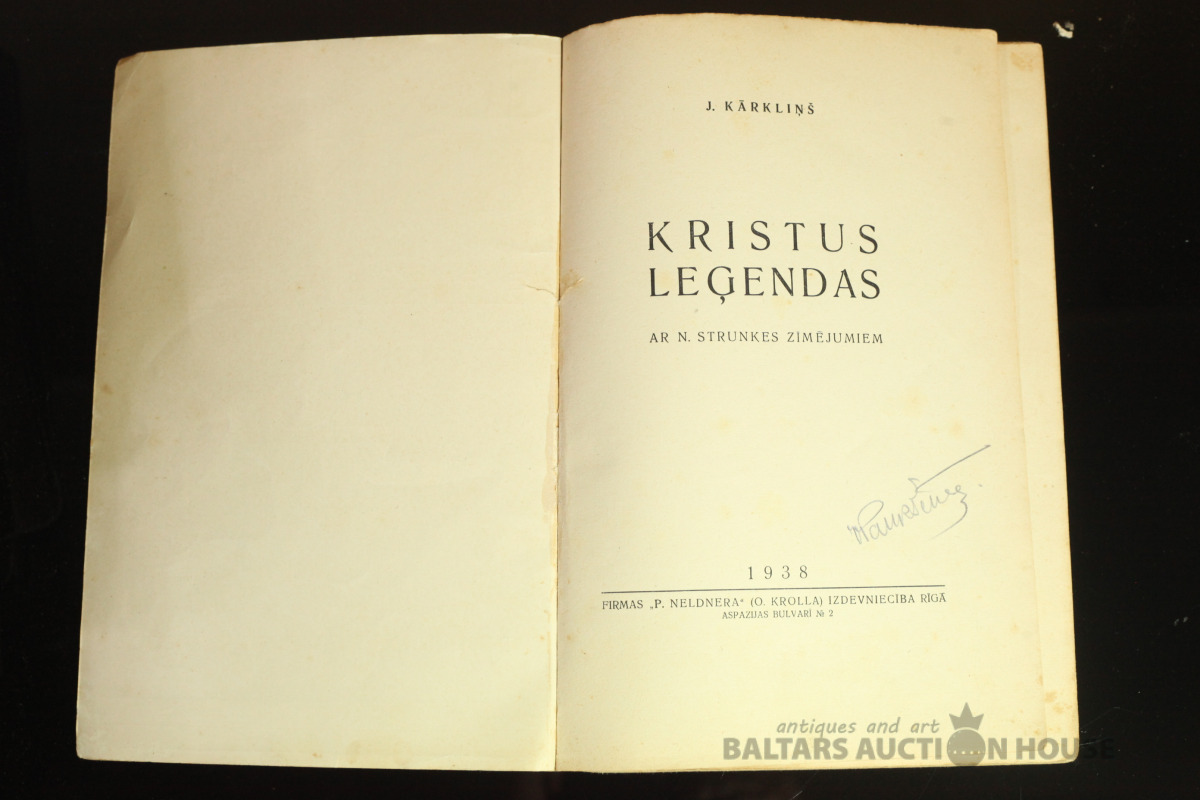 J. KĀRKLIŅŠ
KRISTUS
LEĢENDAS
AR N. STRUNKES ZĪMĒJUMIEM
1938
FIRMAS „P. NELDNERA“ (O. KROLLA) IZDEVNIECĪBA RĪGĀ
ASPAZIJAS BULVARĪ № 2
antiques and art
BALTARS AUCTION HOUSE